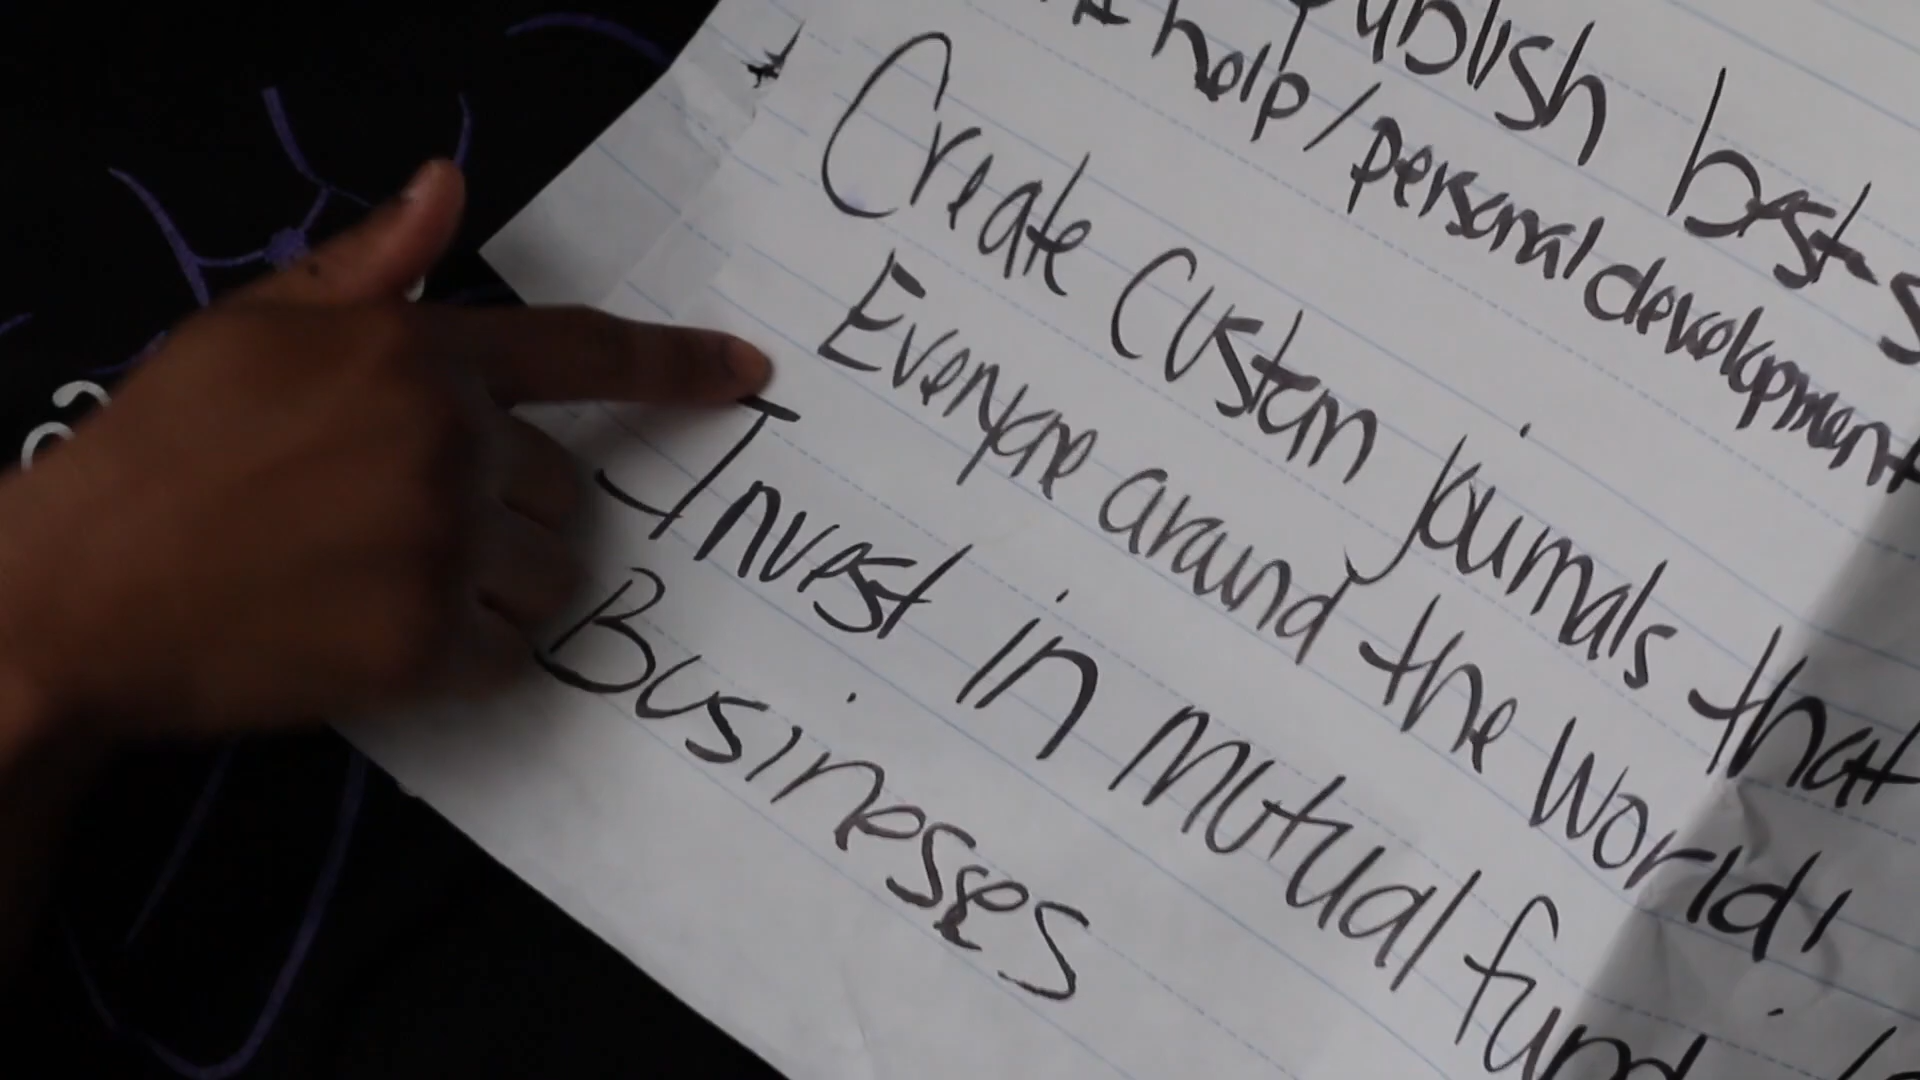 publish best-s
help/personal development
Create Custom journals that
Everyone around the World!
Invest in Mutual fund
Businesses